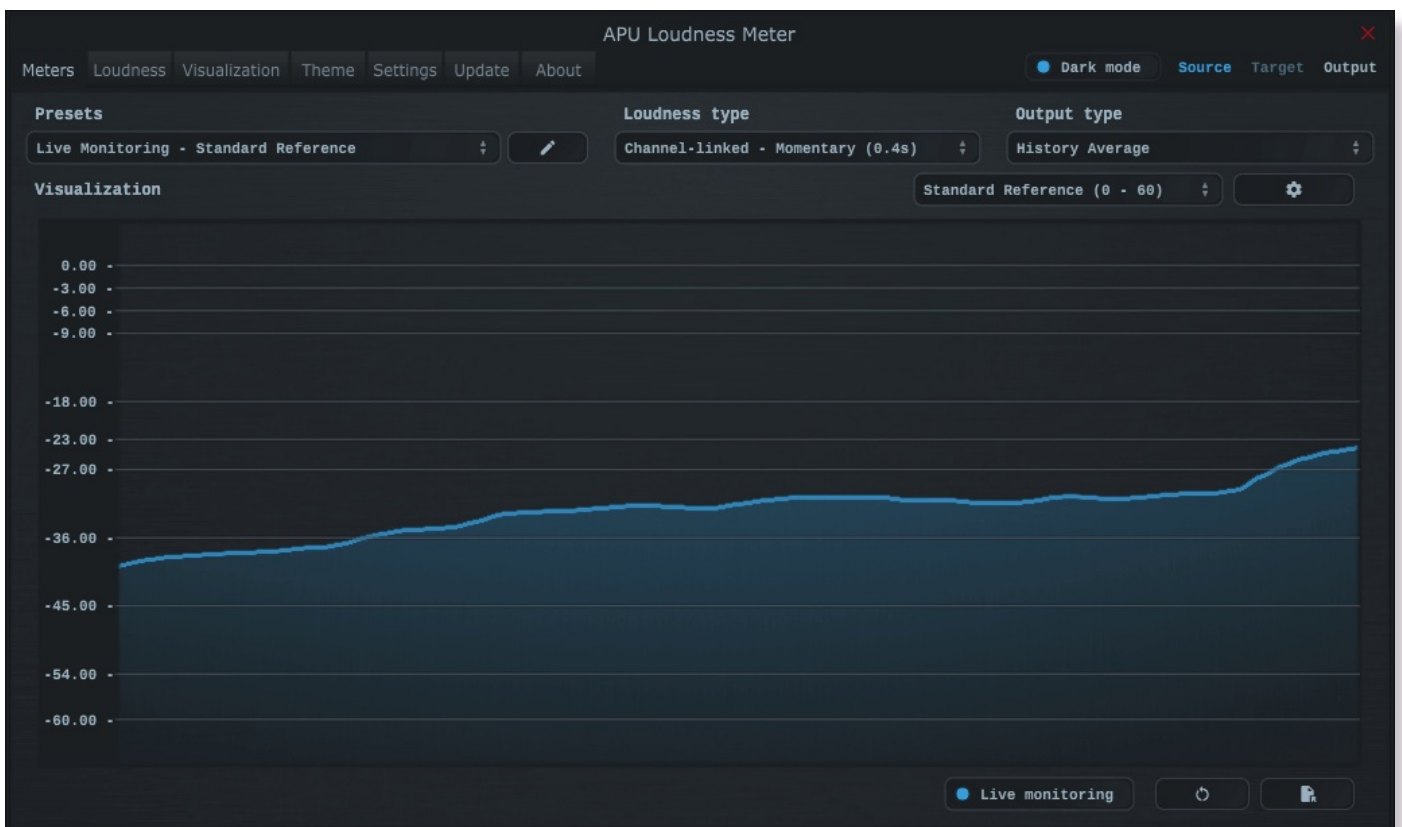 APU Loudness Meter
Meters Loudness Visualization Theme Settings Update About Dark mode Source Target Output
Presets Loudness type Output type
Live Monitoring - Standard Reference Channel-linked - Momentary (0.4s) History Average
Visualization Standard Reference (0 - 60)
0.00 -
-3.00 -
-6.00 -
-9.00 -
-18.00 -
-23.00 -
-27.00 -
-36.00 -
-45.00 -
-54.00 -
-60.00 -
Live monitoring